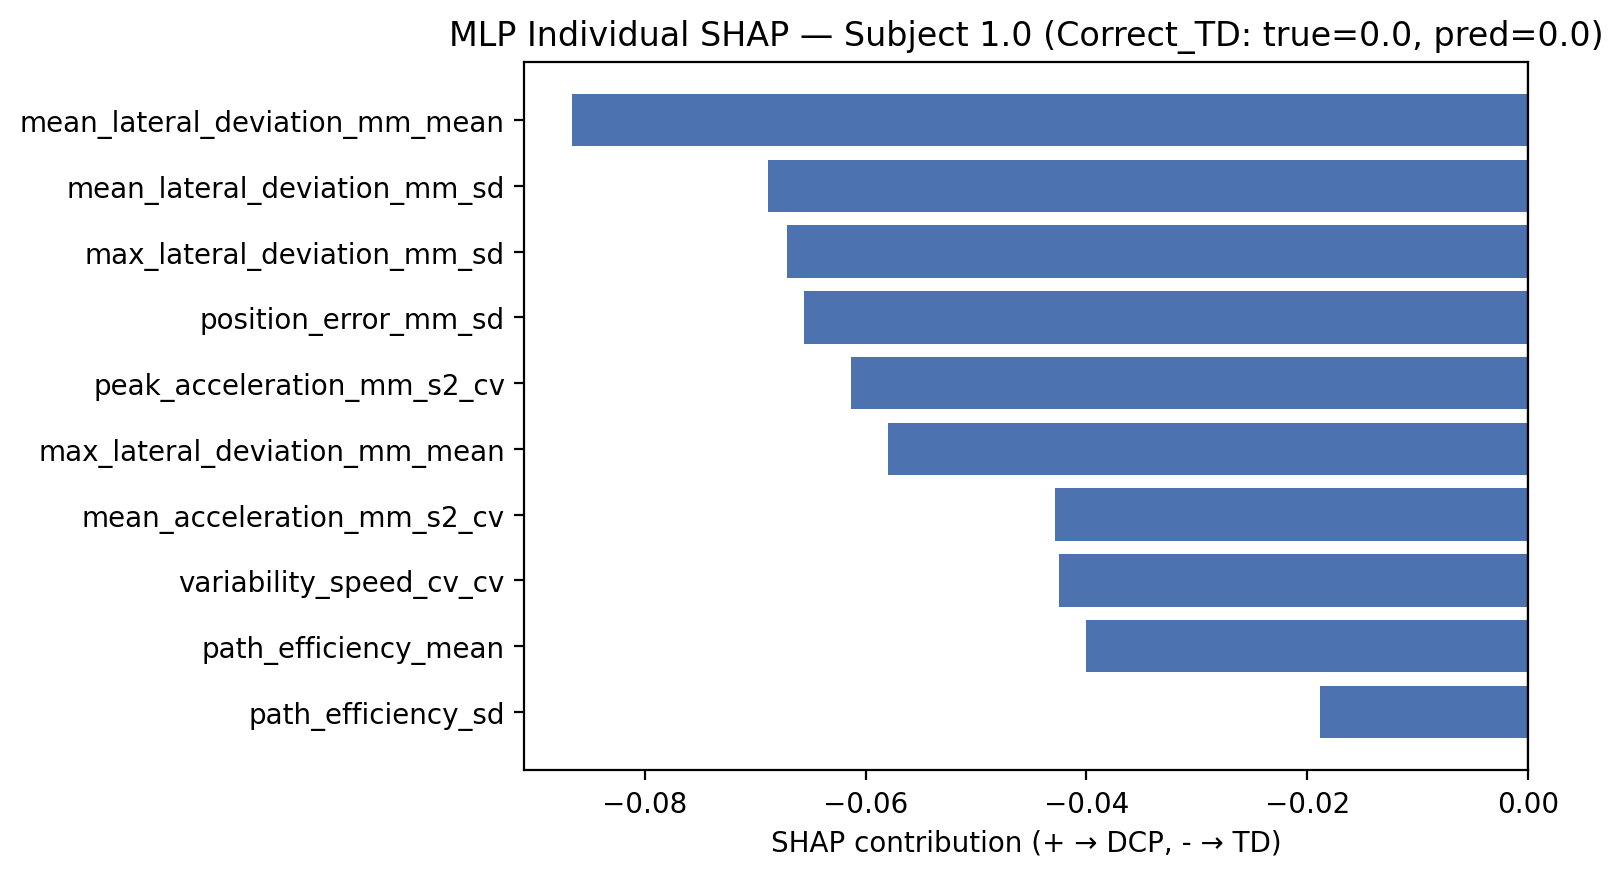 MLP Individual SHAP — Subject 1.0 (Correct_TD: true=0.0, pred=0.0)
mean_lateral_deviation_mm_mean
mean_lateral_deviation_mm_sd
max_lateral_deviation_mm_sd
position_error_mm_sd
peak_acceleration_mm_s2_cv
max_lateral_deviation_mm_mean
mean_acceleration_mm_s2_cv
variability_speed_cv_cv
path_efficiency_mean
path_efficiency_sd
−0.08 −0.06 −0.04 −0.02 0.00
SHAP contribution (+ → DCP, - → TD)